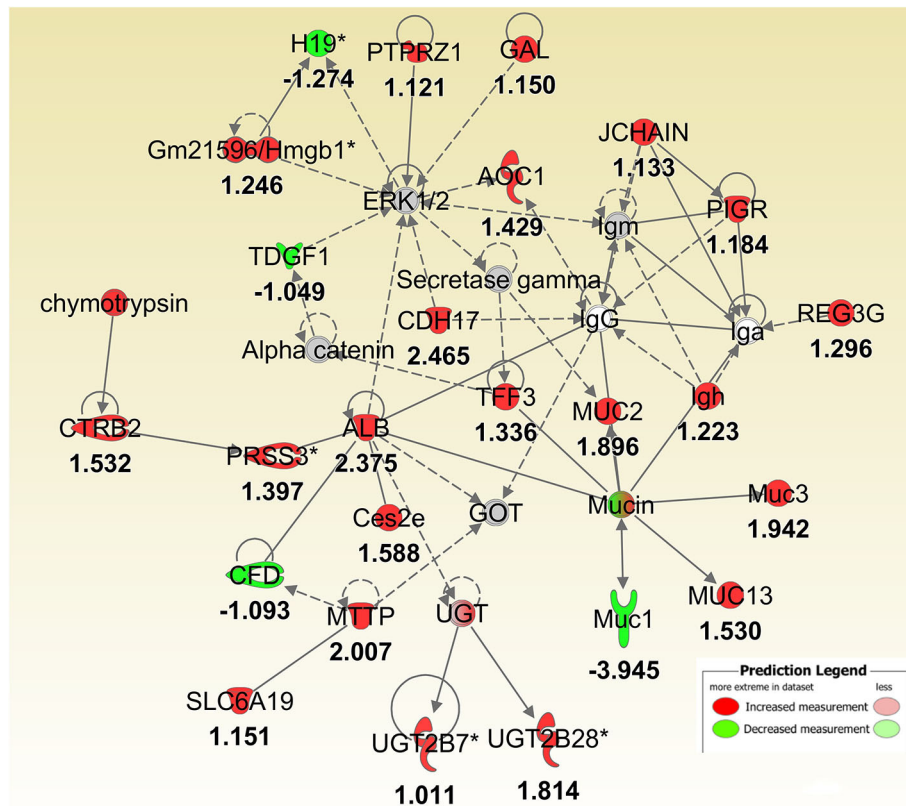 H19*
-1.274
PTPRZ1
1.121
GAL
1.150
Gm21596/Hmgb1*
1.246
JCHAIN
1.133
AOC1
1.429
ERK1/2
Igm
PIGR
1.184
TDGF1
-1.049
Secretase gamma
chymotrypsin
CDH17
2.465
IgG
Iga
REG3G
1.296
Alpha catenin
TFF3
1.336
MUC2
1.896
Igh
1.223
CTRB2
1.532
PRSS3*
1.397
ALB
2.375
Ces2e
1.588
GOT
Mucin
Muc3
1.942
CFD
-1.093
MTTP
2.007
UGT
Muc1
-3.945
MUC13
1.530
SLC6A19
1.151
UGT2B7*
1.011
UGT2B28*
1.814
Prediction Legend
more extreme in dataset
less
Increased measurement
Decreased measurement